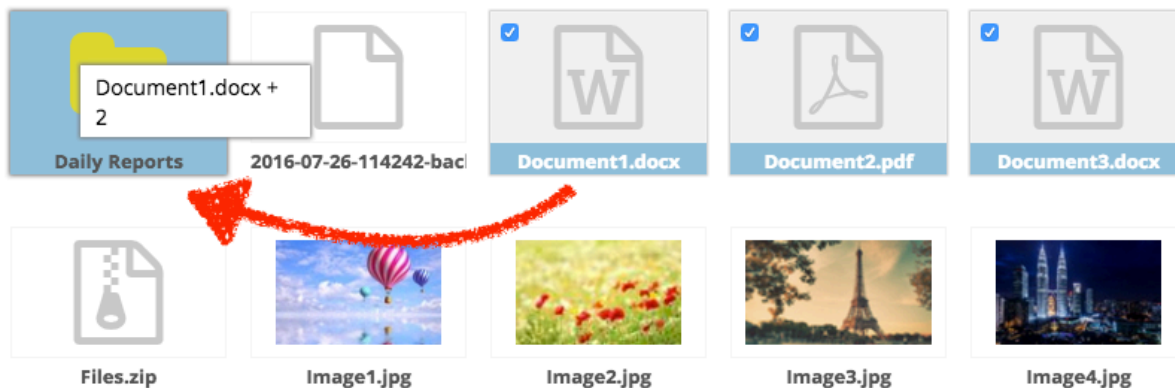 Document1.docx +
2
Daily Reports
2016-07-26-114242-bac
W
Document1.docx
Document2.pdf
W
Document3.docx
Files.zip
Image1.jpg
Image2.jpg
Image3.jpg
Image4.jpg